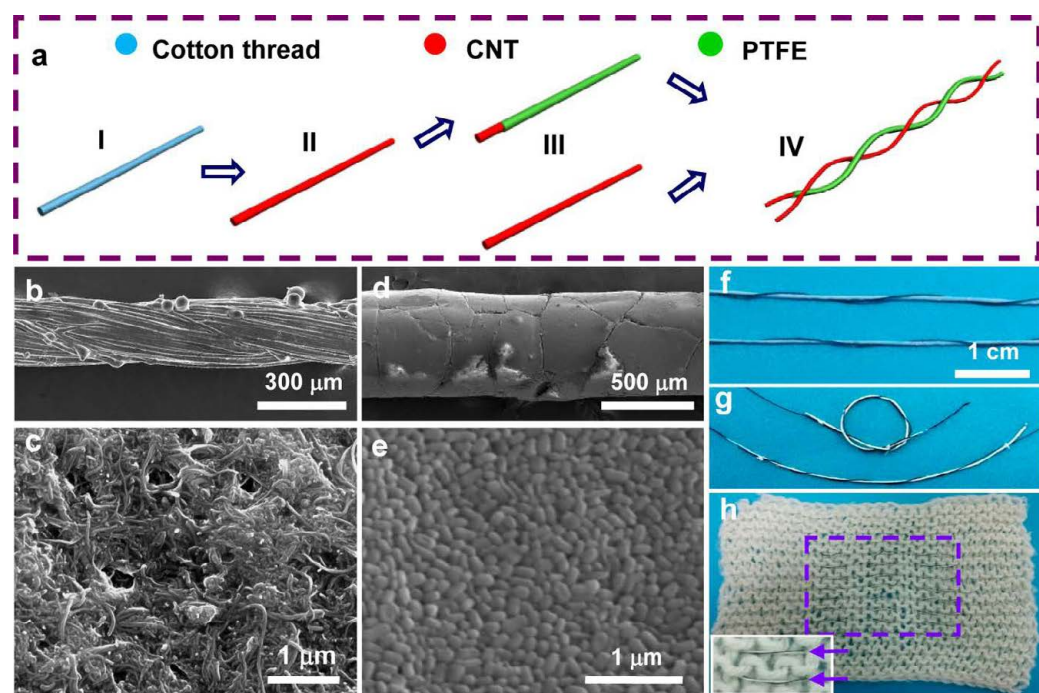 a
Cotton thread
CNT
PTFE
I
II
III
IV
b
300 μm
d
500 μm
f
1 cm
g
c
1 μm
e
1 μm
h